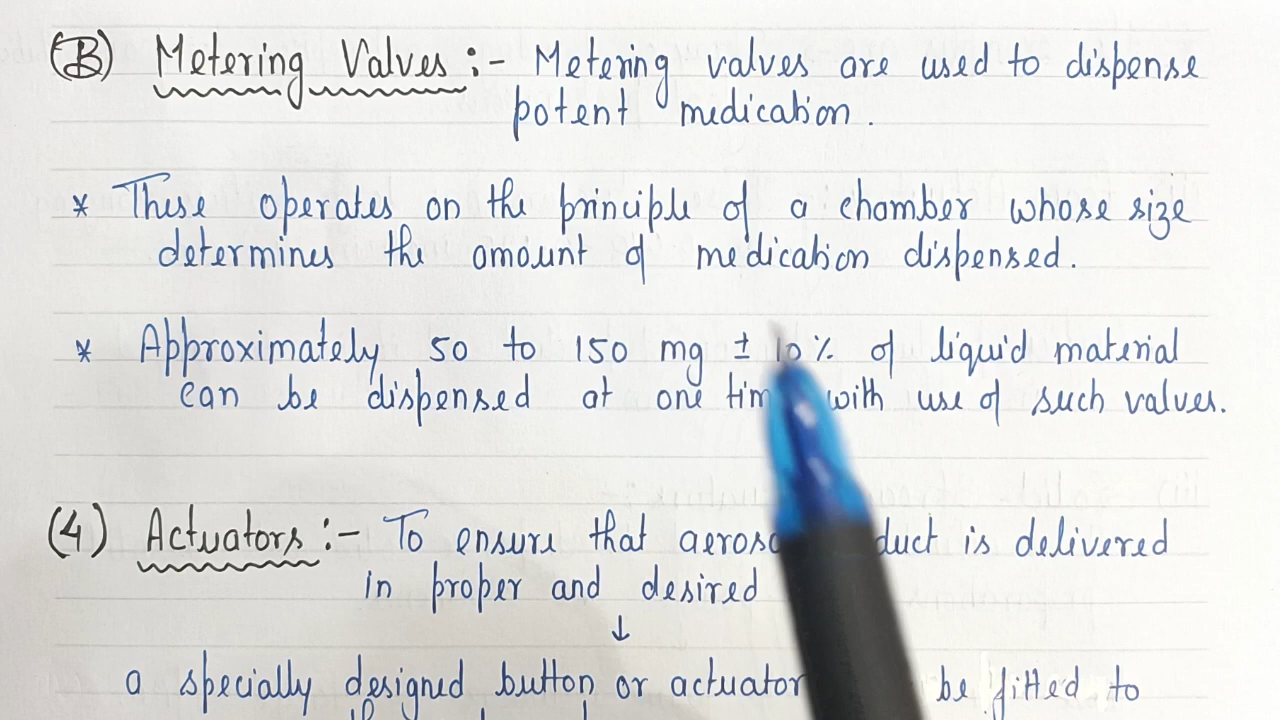 (B) Metering Valves :- Metering valves are used to dispense
potent medication.
* These operates on the principle of a chamber whose size
determines the amount of medication dispensed.
* Approximately 50 to 150 mg ± 10% of liquid material
can be dispensed at one with use of such valves.
(4) Actuators :- To ensure that is delivered
in proper and desired
↓
a specially designed button or actuator be fitted to